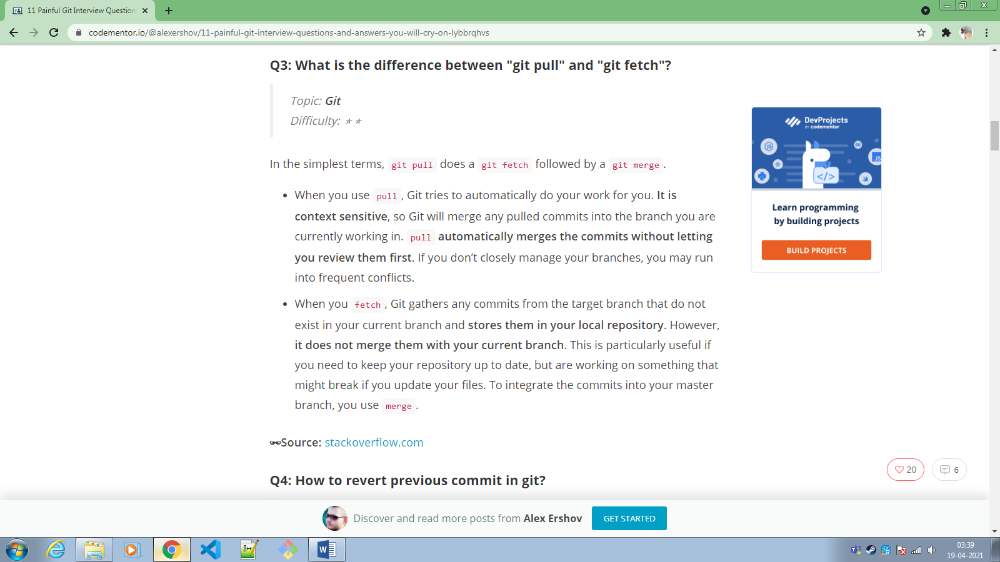 11 Painful Git Interview Question
codementor.io/@alexershov/11-painful-git-interview-questions-and-answers-you-will-cry-on-lybbrqhvs
Q3: What is the difference between "git pull" and "git fetch"?
Topic: Git
Difficulty: ⭐⭐
In the simplest terms, git pull does a git fetch followed by a git merge.
• When you use pull, Git tries to automatically do your work for you. It is
context sensitive, so Git will merge any pulled commits into the branch you are
currently working in. pull automatically merges the commits without letting
you review them first. If you don’t closely manage your branches, you may run
into frequent conflicts.
• When you fetch, Git gathers any commits from the target branch that do not
exist in your current branch and stores them in your local repository. However,
it does not merge them with your current branch. This is particularly useful if
you need to keep your repository up to date, but are working on something that
might break if you update your files. To integrate the commits into your master
branch, you use merge.
🔗Source: stackoverflow.com
Q4: How to revert previous commit in git?
DevProjects
BY codementor
JS
JS
</>
Learn programming
by building projects
BUILD PROJECTS
20
6
Discover and read more posts from Alex Ershov
GET STARTED
W
03:39
19-04-2021